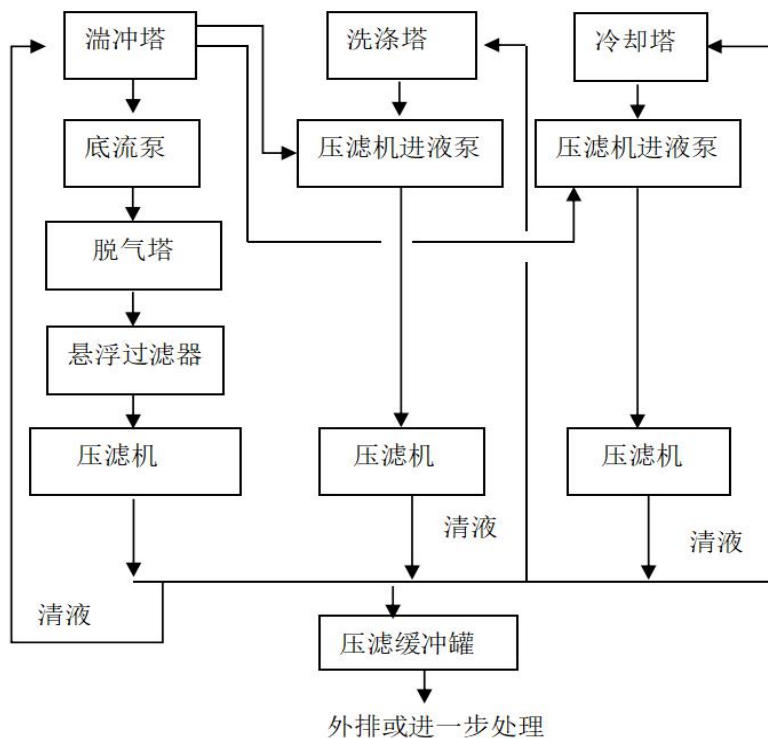 湍冲塔
洗涤塔
冷却塔
底流泵
压滤机进液泵
压滤机进液泵
脱气塔
悬浮过滤器
压滤机
压滤机
压滤机
清液
清液
清液
压滤缓冲罐
外排或进一步处理